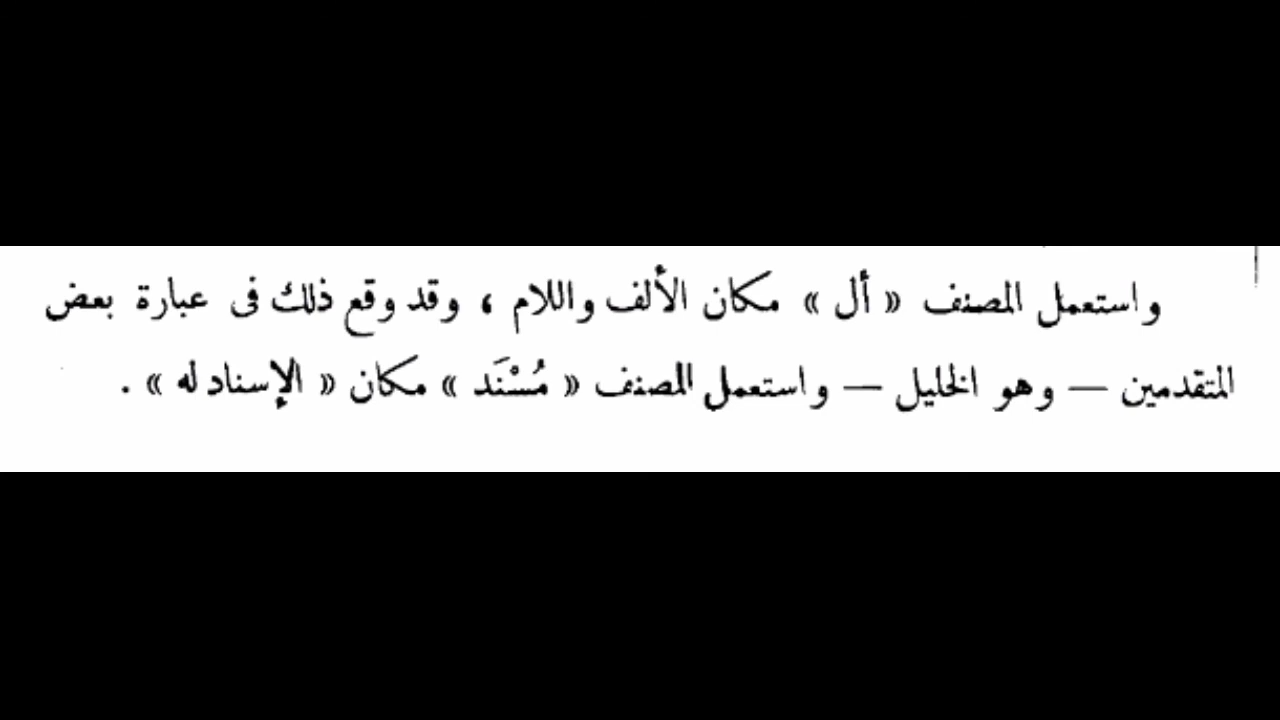 واستعمل المصنف « أل » مكان الألف واللام ، وقد وقع ذلك فى عبارة بعض
المتقدمين — وهو الخليل — واستعمل المصنف « مُسْنَد » مكان « الإسناد له » .